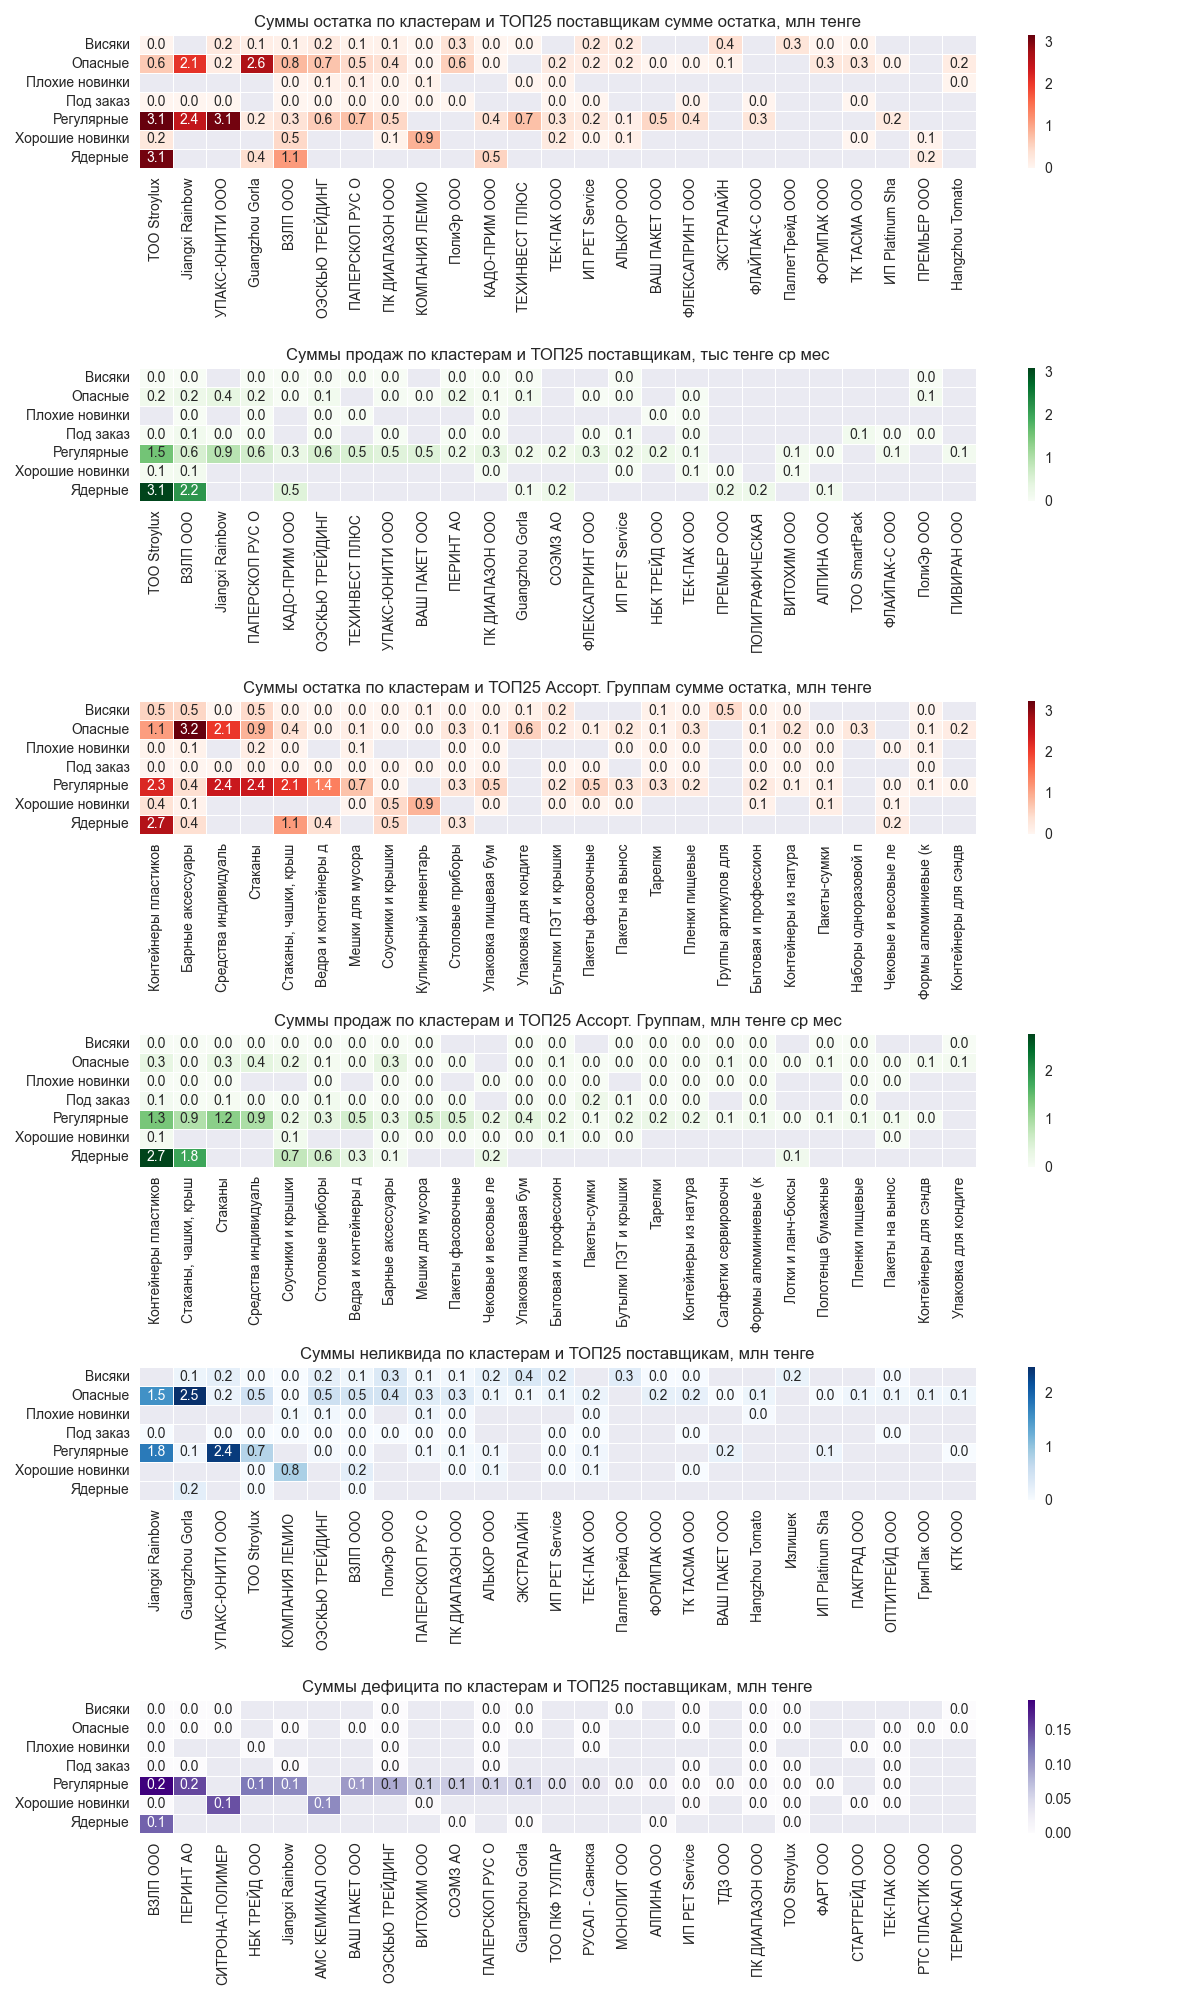 Суммы остатка по кластерам и ТОП25 поставщикам сумме остатка, млн тенге
Висяки 0.0 0.2 0.1 0.1 0.2 0.1 0.1 0.0 0.3 0.0 0.0 0.2 0.2 0.4 0.3 0.0 0.0
Опасные 0.6 2.1 0.2 2.6 0.8 0.7 0.5 0.4 0.0 0.6 0.0 0.2 0.2 0.2 0.0 0.0 0.1 0.3 0.3 0.0 0.2
Плохие новинки 0.0 0.1 0.1 0.0 0.1 0.0 0.0 0.0
Под заказ 0.0 0.0 0.0 0.0 0.0 0.0 0.0 0.0 0.0 0.0 0.0 0.0 0.0 0.0
Регулярные 3.1 2.4 3.1 0.2 0.3 0.6 0.7 0.5 0.4 0.7 0.3 0.2 0.1 0.5 0.4 0.3 0.2
Хорошие новинки 0.2 0.5 0.1 0.9 0.2 0.0 0.1 0.0 0.1
Ядерные 3.1 0.4 1.1 0.5 0.2
3
2
1
0
ТОО Stroylux
Jiangxi Rainbow
УПАКС-ЮНИТИ ООО
Guangzhou Gorla
ВЗЛП ООО
ОЭСКЬЮ ТРЕЙДИНГ
ПАПЕРСКОП РУС О
ПК ДИАПАЗОН ООО
КОМПАНИЯ ЛЕМИО
ПолиЭр ООО
КАДО-ПРИМ ООО
ТЕХИНВЕСТ ПЛЮС
ТЕК-ПАК ООО
ИП PET Service
АЛЬКОР ООО
ВАШ ПАКЕТ ООО
ФЛЕКСАПРИНТ ООО
ЭКСТРАЛАЙН
ФЛАЙПАК-С ООО
ПаллетТрейд ООО
ФОРМПАК ООО
ТК ТАСМА ООО
ИП Platinum Sha
ПРЕМЬЕР ООО
Hangzhou Tomato
Суммы продаж по кластерам и ТОП25 поставщикам, тыс тенге ср мес
Висяки 0.0 0.0 0.0 0.0 0.0 0.0 0.0 0.0 0.0 0.0 0.0 0.0
Опасные 0.2 0.2 0.4 0.2 0.0 0.1 0.0 0.0 0.2 0.1 0.1 0.0 0.0 0.0 0.1
Плохие новинки 0.0 0.0 0.0 0.0 0.0 0.0 0.0
Под заказ 0.0 0.1 0.0 0.0 0.0 0.0 0.0 0.0 0.0 0.1 0.0 0.1 0.0 0.0
Регулярные 1.5 0.6 0.9 0.6 0.3 0.6 0.5 0.5 0.5 0.2 0.3 0.2 0.2 0.3 0.2 0.2 0.1 0.1 0.0 0.1 0.1
Хорошие новинки 0.1 0.1 0.0 0.0 0.1 0.0 0.1
Ядерные 3.1 2.2 0.5 0.1 0.2 0.2 0.2 0.1
3
2
1
0
ТОО Stroylux
ВЗЛП ООО
Jiangxi Rainbow
ПАПЕРСКОП РУС О
КАДО-ПРИМ ООО
ОЭСКЬЮ ТРЕЙДИНГ
ТЕХИНВЕСТ ПЛЮС
УПАКС-ЮНИТИ ООО
ВАШ ПАКЕТ ООО
ПЕРИНТ АО
ПК ДИАПАЗОН ООО
Guangzhou Gorla
СОЭМЗ АО
ФЛЕКСАПРИНТ ООО
ИП PET Service
НБК ТРЕЙД ООО
ТЕК-ПАК ООО
ПРЕМЬЕР ООО
ПОЛИГРАФИЧЕСКАЯ
ВИТОХИМ ООО
АЛПИНА ООО
ТОО SmartPack
ФЛАЙПАК-С ООО
ПолиЭр ООО
ПИВИРАН ООО
Суммы остатка по кластерам и ТОП25 Ассорт. Группам сумме остатка, млн тенге
Висяки 0.5 0.5 0.0 0.5 0.0 0.0 0.0 0.0 0.1 0.0 0.0 0.1 0.2 0.1 0.0 0.5 0.0 0.0 0.0
Опасные 1.1 3.2 2.1 0.9 0.4 0.0 0.1 0.0 0.0 0.3 0.1 0.6 0.2 0.1 0.2 0.1 0.3 0.1 0.2 0.0 0.3 0.1 0.2
Плохие новинки 0.0 0.1 0.2 0.0 0.1 0.0 0.0 0.0 0.0 0.0 0.0 0.0 0.0 0.0 0.1
Под заказ 0.0 0.0 0.0 0.0 0.0 0.0 0.0 0.0 0.0 0.0 0.0 0.0 0.0 0.0 0.0 0.0 0.0 0.0
Регулярные 2.3 0.4 2.4 2.4 2.1 1.4 0.7 0.0 0.3 0.5 0.2 0.5 0.3 0.3 0.2 0.2 0.1 0.1 0.0 0.1 0.0
Хорошие новинки 0.4 0.1 0.0 0.5 0.9 0.0 0.0 0.0 0.0 0.1 0.1 0.1
Ядерные 2.7 0.4 1.1 0.4 0.5 0.3 0.2
3
2
1
0
Контейнеры пластиков
Барные аксессуары
Средства индивидуаль
Стаканы
Стаканы, чашки, крыш
Ведра и контейнеры д
Мешки для мусора
Соусники и крышки
Кулинарный инвентарь
Столовые приборы
Упаковка пищевая бум
Упаковка для кондите
Бутылки ПЭТ и крышки
Пакеты фасовочные
Пакеты на вынос
Тарелки
Пленки пищевые
Группы артикулов для
Бытовая и профессион
Контейнеры из натура
Пакеты-сумки
Наборы одноразовой п
Чековые и весовые ле
Формы алюминиевые (к
Контейнеры для сэндв
Суммы продаж по кластерам и ТОП25 Ассорт. Группам, млн тенге ср мес
Висяки 0.0 0.0 0.0 0.0 0.0 0.0 0.0 0.0 0.0 0.0 0.0 0.0 0.0 0.0 0.0 0.0 0.0 0.0
Опасные 0.3 0.0 0.3 0.4 0.2 0.1 0.0 0.3 0.0 0.0 0.0 0.1 0.0 0.0 0.0 0.0 0.1 0.0 0.0 0.1 0.0 0.0 0.1 0.1
Плохие новинки 0.0 0.0 0.0 0.0 0.0 0.0 0.0 0.0 0.0 0.0 0.0 0.0 0.0 0.0 0.0
Под заказ 0.1 0.0 0.1 0.0 0.0 0.1 0.0 0.0 0.0 0.0 0.0 0.0 0.2 0.1 0.0 0.0 0.0 0.0
Регулярные 1.3 0.9 1.2 0.9 0.2 0.3 0.5 0.3 0.5 0.5 0.2 0.4 0.2 0.1 0.2 0.2 0.2 0.1 0.1 0.0 0.1 0.1 0.1 0.0
Хорошие новинки 0.1 0.1 0.0 0.0 0.0 0.0 0.0 0.1 0.0 0.0 0.0
Ядерные 2.7 1.8 0.7 0.6 0.3 0.1 0.2 0.1
2
1
0
Контейнеры пластиков
Стаканы, чашки, крыш
Стаканы
Средства индивидуаль
Соусники и крышки
Столовые приборы
Ведра и контейнеры д
Барные аксессуары
Мешки для мусора
Пакеты фасовочные
Чековые и весовые ле
Упаковка пищевая бум
Бытовая и профессион
Пакеты-сумки
Бутылки ПЭТ и крышки
Тарелки
Контейнеры из натура
Салфетки сервировочн
Формы алюминиевые (к
Лотки и ланч-боксы
Полотенца бумажные
Пленки пищевые
Пакеты на вынос
Контейнеры для сэндв
Упаковка для кондите
Суммы неликвида по кластерам и ТОП25 поставщикам, млн тенге
Висяки 0.1 0.2 0.0 0.0 0.2 0.1 0.3 0.1 0.1 0.2 0.4 0.2 0.3 0.0 0.0 0.2 0.0
Опасные 1.5 2.5 0.2 0.5 0.0 0.5 0.5 0.4 0.3 0.3 0.1 0.1 0.1 0.2 0.2 0.2 0.0 0.1 0.0 0.1 0.1 0.1 0.1
Плохие новинки 0.1 0.1 0.0 0.1 0.0 0.0 0.0
Под заказ 0.0 0.0 0.0 0.0 0.0 0.0 0.0 0.0 0.0 0.0 0.0 0.0 0.0 0.0
Регулярные 1.8 0.1 2.4 0.7 0.0 0.0 0.1 0.1 0.1 0.0 0.1 0.2 0.1 0.0
Хорошие новинки 0.0 0.8 0.2 0.0 0.1 0.0 0.1 0.0
Ядерные 0.2 0.0 0.0
2
1
0
Jiangxi Rainbow
Guangzhou Gorla
УПАКС-ЮНИТИ ООО
ТОО Stroylux
КОМПАНИЯ ЛЕМИО
ОЭСКЬЮ ТРЕЙДИНГ
ВЗЛП ООО
ПолиЭр ООО
ПАПЕРСКОП РУС О
ПК ДИАПАЗОН ООО
АЛЬКОР ООО
ЭКСТРАЛАЙН
ИП PET Service
ТЕК-ПАК ООО
ПаллетТрейд ООО
ФОРМПАК ООО
ТК ТАСМА ООО
ВАШ ПАКЕТ ООО
Hangzhou Tomato
Излишек
ИП Platinum Sha
ПАКГРАД ООО
ОПТИТРЕЙД ООО
ГринПак ООО
КТК ООО
Суммы дефицита по кластерам и ТОП25 поставщикам, млн тенге
Висяки 0.0 0.0 0.0 0.0 0.0 0.0 0.0 0.0 0.0 0.0 0.0
Опасные 0.0 0.0 0.0 0.0 0.0 0.0 0.0 0.0 0.0 0.0 0.0 0.0 0.0 0.0 0.0
Плохие новинки 0.0 0.0 0.0 0.0 0.0 0.0 0.0 0.0
Под заказ 0.0 0.0 0.0 0.0 0.0 0.0 0.0 0.0 0.0
Регулярные 0.2 0.2 0.1 0.1 0.1 0.1 0.1 0.1 0.1 0.1 0.0 0.0 0.0 0.0 0.0 0.0 0.0 0.0 0.0 0.0
Хорошие новинки 0.0 0.1 0.1 0.0 0.0 0.0 0.0 0.0 0.0
Ядерные 0.1 0.0 0.0 0.0 0.0
0.15
0.10
0.05
0.00
ВЗЛП ООО
ПЕРИНТ АО
СИТРОНА-ПОЛИМЕР
НБК ТРЕЙД ООО
Jiangxi Rainbow
АМС КЕМИКАЛ ООО
ВАШ ПАКЕТ ООО
ОЭСКЬЮ ТРЕЙДИНГ
ВИТОХИМ ООО
СОЭМЗ АО
ПАПЕРСКОП РУС О
Guangzhou Gorla
ТОО ПКФ ТУЛПАР
РУСАЛ - Саянска
МОНОЛИТ ООО
АЛПИНА ООО
ИП PET Service
ТДЗ ООО
ПК ДИАПАЗОН ООО
ТОО Stroylux
ФАРТ ООО
СТАРТРЕЙД ООО
ТЕК-ПАК ООО
РТС ПЛАСТИК ООО
ТЕРМО-КАП ООО